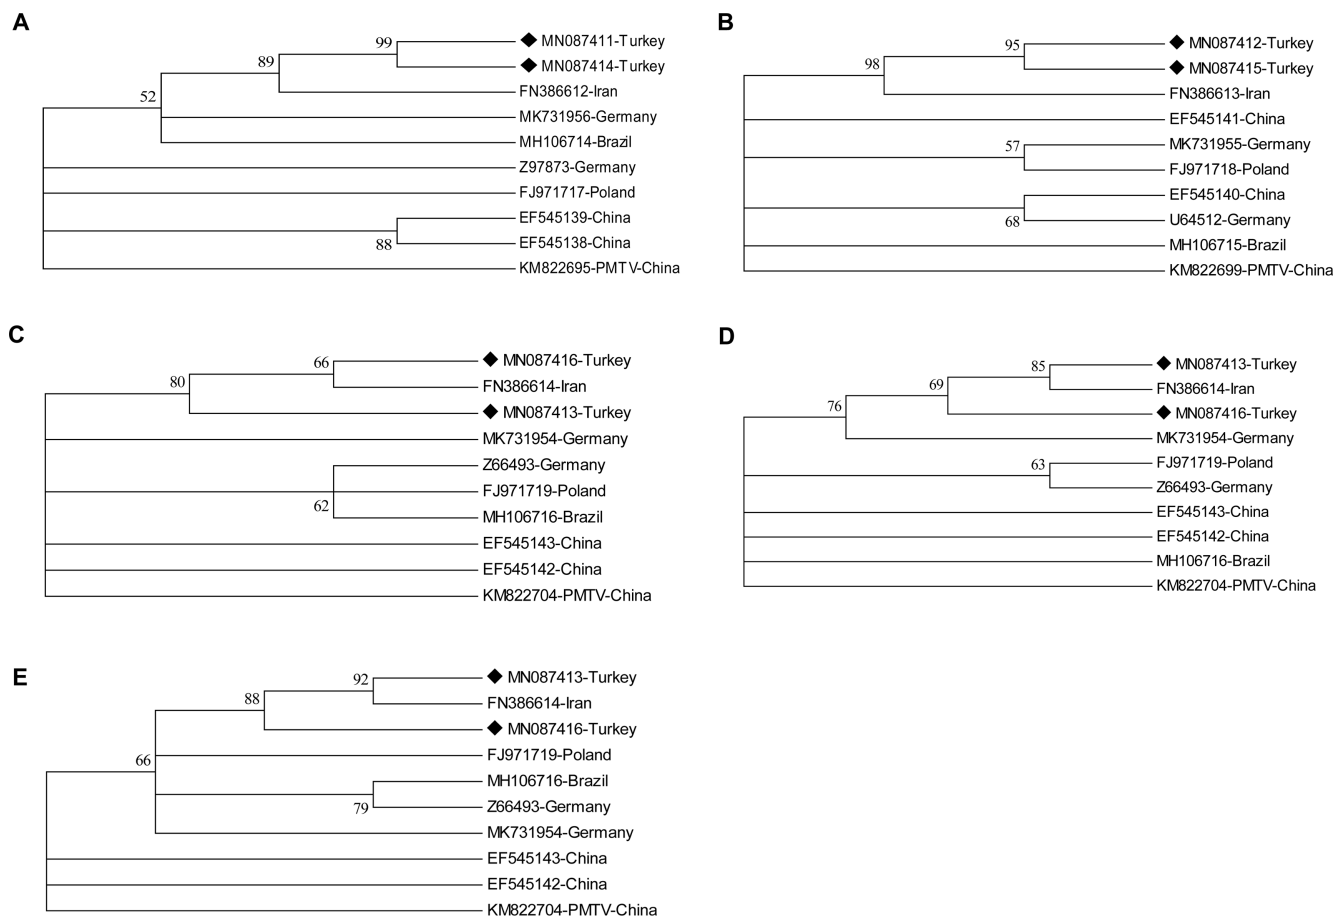 A
99
MN087411-Turkey
MN087414-Turkey
89
FN386612-Iran
52
MK731956-Germany
MH106714-Brazil
Z97873-Germany
FJ971717-Poland
EF545139-China
EF545138-China
88
KM822695-PMTV-China
B
95
MN087412-Turkey
MN087415-Turkey
98
FN386613-Iran
EF545141-China
57
MK731955-Germany
FJ971718-Poland
EF545140-China
U64512-Germany
68
MH106715-Brazil
KM822699-PMTV-China
C
66
MN087416-Turkey
80
FN386614-Iran
MN087413-Turkey
MK731954-Germany
Z66493-Germany
FJ971719-Poland
62
MH106716-Brazil
EF545143-China
EF545142-China
KM822704-PMTV-China
D
85
MN087413-Turkey
69
FN386614-Iran
76
MN087416-Turkey
MK731954-Germany
63
FJ971719-Poland
Z66493-Germany
EF545143-China
EF545142-China
MH106716-Brazil
KM822704-PMTV-China
E
92
MN087413-Turkey
88
FN386614-Iran
MN087416-Turkey
66
FJ971719-Poland
MH106716-Brazil
79
Z66493-Germany
MK731954-Germany
EF545143-China
EF545142-China
KM822704-PMTV-China